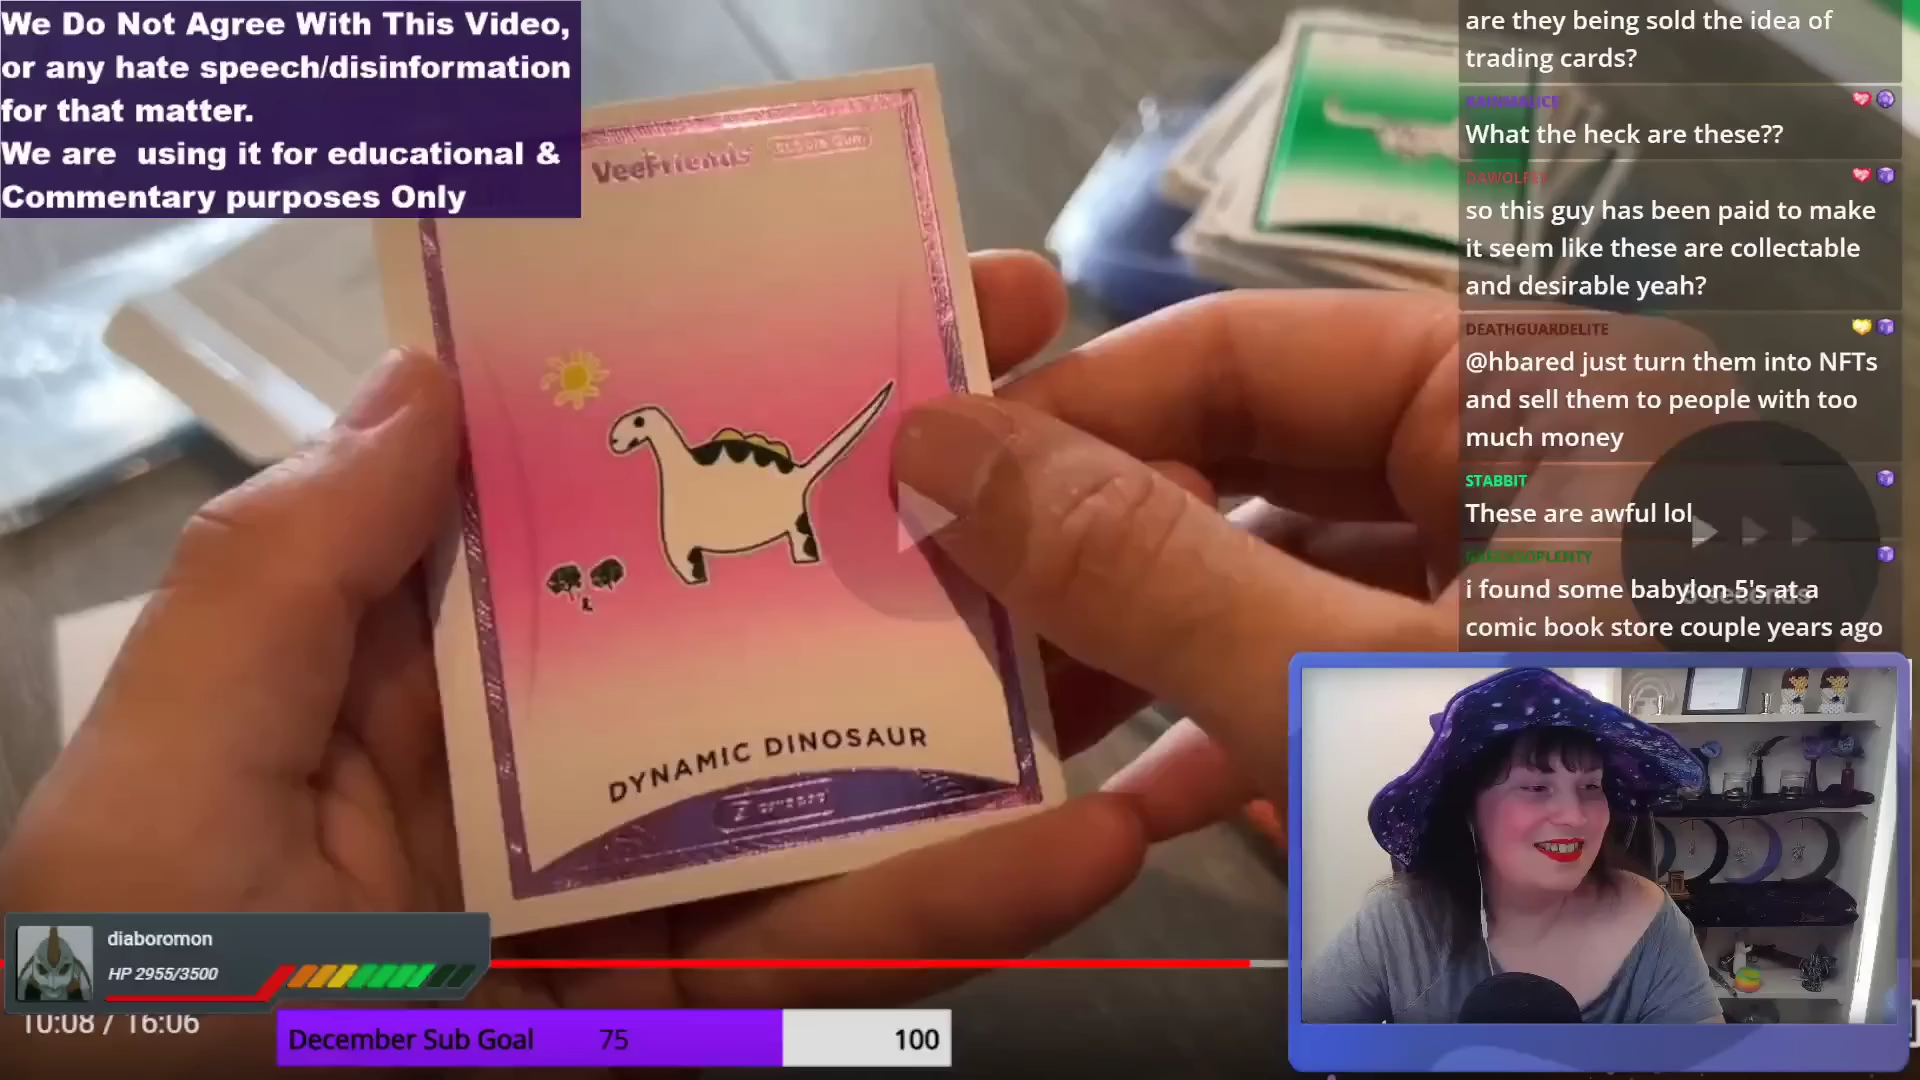 We Do Not Agree With This Video,
or any hate speech/disinformation
for that matter.
We are using it for educational &
Commentary purposes Only
VeeFriends
BUBBLE GUM
DYNAMIC DINOSAUR
are they being sold the idea of
trading cards?
RAINMALICE
What the heck are these??
so this guy has been paid to make
it seem like these are collectable
and desirable yeah?
DEATHGUARDELITE
@hbared just turn them into NFTs
and sell them to people with too
much money
STABBIT
These are awful lol
i found some babylon 5's at a
comic book store couple years ago
seconds
diaboromon
HP 2955/3500
10:08 / 16:06
December Sub Goal 75 100